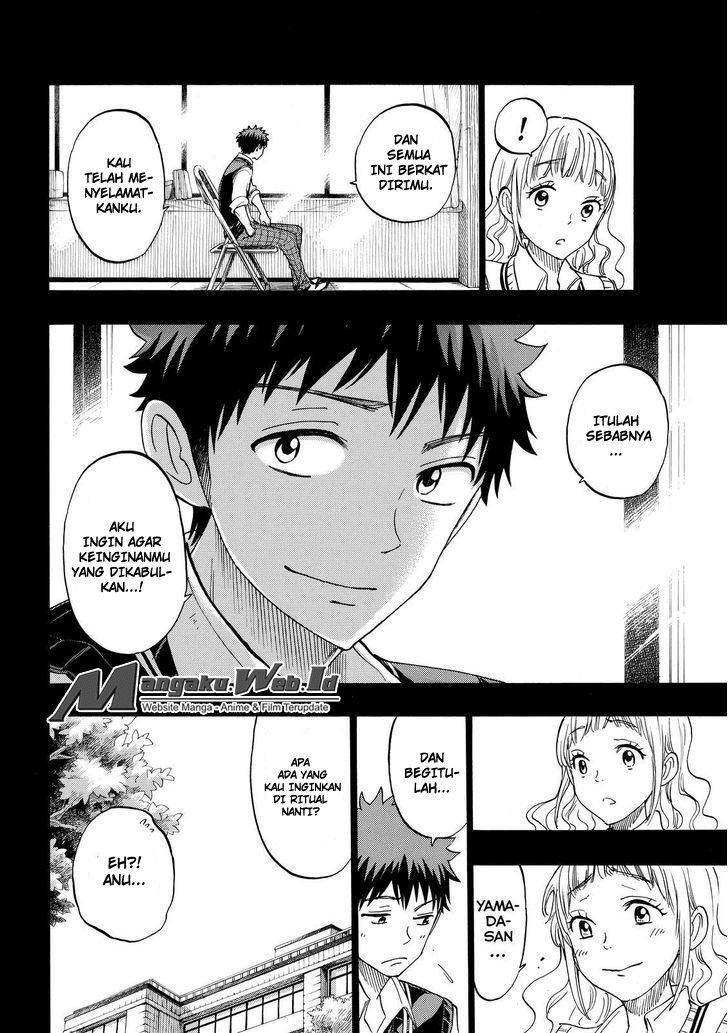 !
DAN
SEMUA
INI BERKAT
DIRIMU.
KAU
TELAH ME-
NYELAMAT-
KANKU.
ITULAH
SEBABNYA
...
AKU
INGIN AGAR
KEINGINANMU
YANG DIKABUL-
KAN...!
Mangaku.Web.Id
Website Manga - Anime & Film Terupdate
DAN
BEGITU-
LAH...
YAMA-
DA-
SAN
APA
ADA YANG
KAU INGINKAN
DI RITUAL
NANTI?
EH?!
ANU...